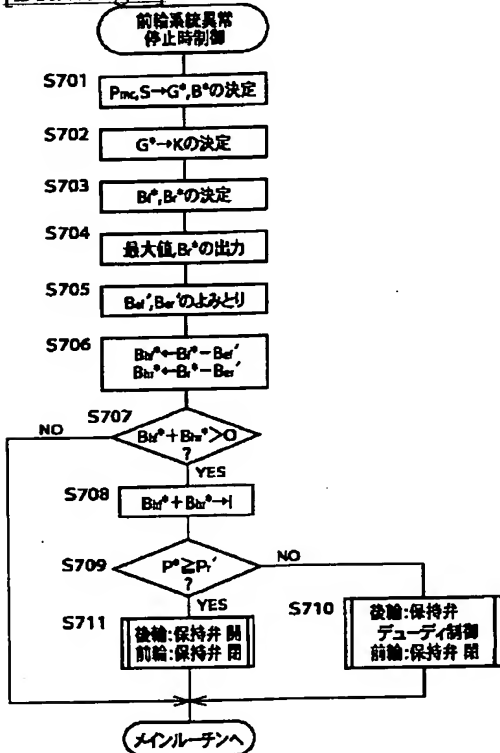 前輪系統異常
停止時制御
S701
Pmc,S→G*,B*の決定
S702
G*→Kの決定
S703
Bf*,Br*の決定
S704
最大値,Br*の出力
S705
Bef′,Ber′のよみとり
S706
Bhf*←Bf*−Bef′
Bhr*←Br*−Ber′
S707
NO
Bhf*+Bhr*>0
?
YES
S708
Bhf*+Bhr*→I
S709
P*≧Pr′
?
NO
YES
S711
後輪:保持弁 開
前輪:保持弁 閉
S710
後輪:保持弁
デューディ制御
前輪:保持弁 閉
メインルーチンへ